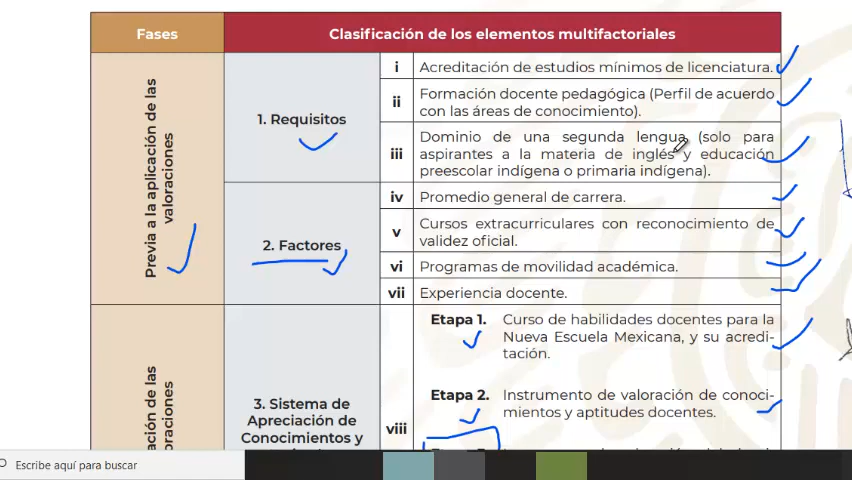 Fases
Clasificación de los elementos multifactoriales
Previa a la aplicación de las
valoraciones
1. Requisitos
i
Acreditación de estudios mínimos de licenciatura.
ii
Formación docente pedagógica (Perfil de acuerdo
con las áreas de conocimiento).
iii
Dominio de una segunda lengua (solo para
aspirantes a la materia de inglés y educación
preescolar indígena o primaria indígena).
2. Factores
iv
Promedio general de carrera.
v
Cursos extracurriculares con reconocimiento de
validez oficial.
vi
Programas de movilidad académica.
vii
Experiencia docente.
ación de las
oraciones
3. Sistema de
Apreciación de
Conocimientos y
viii
Etapa 1. Curso de habilidades docentes para la
Nueva Escuela Mexicana, y su acredi-
tación.
Etapa 2. Instrumento de valoración de conoci-
mientos y aptitudes docentes.
Escribe aquí para buscar